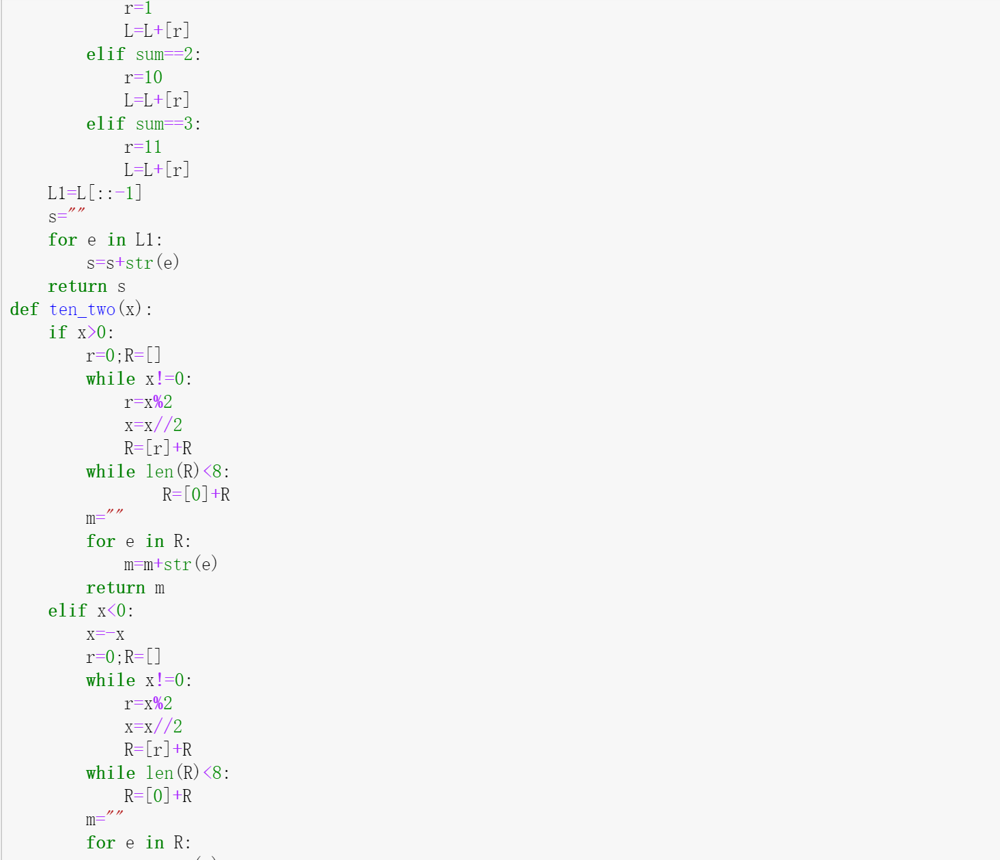 r=1
            L=L+[r]
        elif sum==2:
            r=10
            L=L+[r]
        elif sum==3:
            r=11
            L=L+[r]
    L1=L[::-1]
    s=""
    for e in L1:
        s=s+str(e)
    return s
def ten_two(x):
    if x>0:
        r=0;R=[]
        while x!=0:
            r=x%2
            x=x//2
            R=[r]+R
        while len(R)<8:
                R=[0]+R
        m=""
        for e in R:
            m=m+str(e)
        return m
    elif x<0:
        x=-x
        r=0;R=[]
        while x!=0:
            r=x%2
            x=x//2
            R=[r]+R
        while len(R)<8:
            R=[0]+R
        m=""
        for e in R: